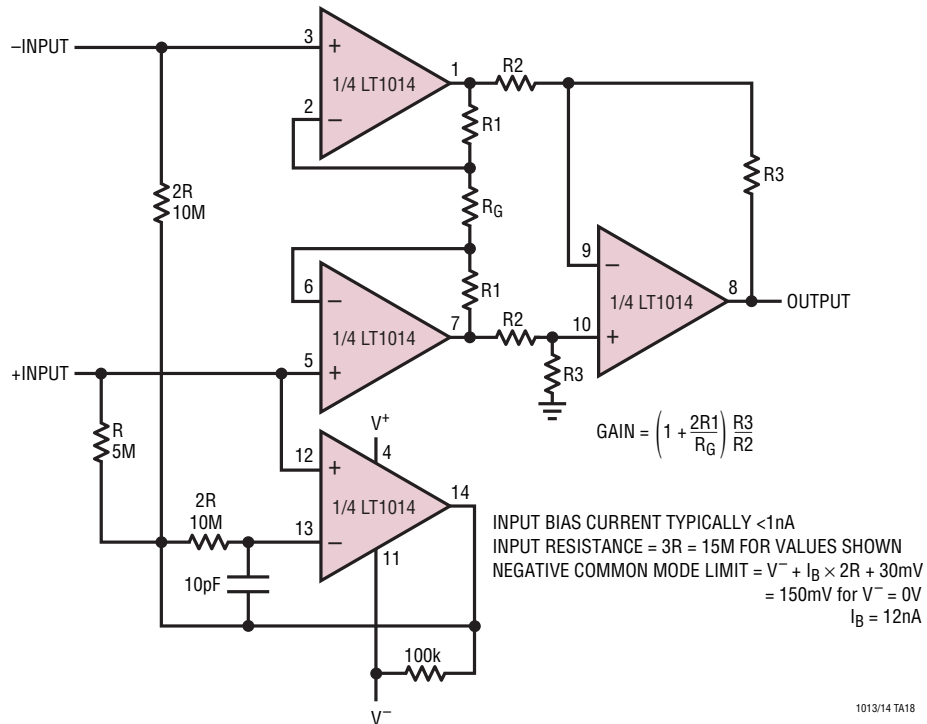 –INPUT
3
+
1/4 LT1014
2
–
1
R2
R1
R3
2R
10M
RG
6
–
1/4 LT1014
7
5
+
R1
R2
9
–
1/4 LT1014
8
OUTPUT
10
+
R3
+INPUT
R
5M
V+
4
12
+
1/4 LT1014
14
13
–
11
2R
10M
10pF
100k
V–
GAIN = (1 + 2R1/RG) R3/R2
INPUT BIAS CURRENT TYPICALLY <1nA
INPUT RESISTANCE = 3R = 15M FOR VALUES SHOWN
NEGATIVE COMMON MODE LIMIT = V– + IB × 2R + 30mV
= 150mV for V– = 0V
IB = 12nA
1013/14 TA18